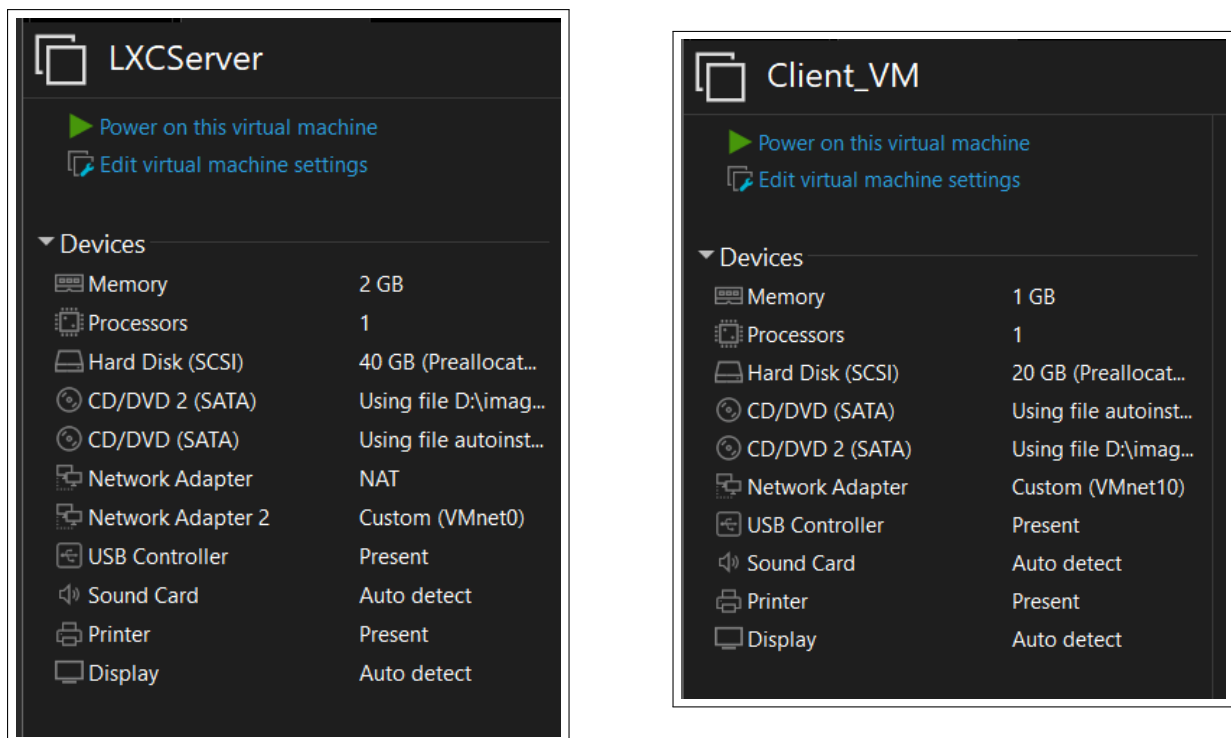 LXCServer
Power on this virtual machine
Edit virtual machine settings
Devices
Memory 2 GB
Processors 1
Hard Disk (SCSI) 40 GB (Preallocat...
CD/DVD 2 (SATA) Using file D:\imag...
CD/DVD (SATA) Using file autoinst...
Network Adapter NAT
Network Adapter 2 Custom (VMnet0)
USB Controller Present
Sound Card Auto detect
Printer Present
Display Auto detect
Client_VM
Power on this virtual machine
Edit virtual machine settings
Devices
Memory 1 GB
Processors 1
Hard Disk (SCSI) 20 GB (Preallocat...
CD/DVD (SATA) Using file autoinst...
CD/DVD 2 (SATA) Using file D:\imag...
Network Adapter Custom (VMnet10)
USB Controller Present
Sound Card Auto detect
Printer Present
Display Auto detect